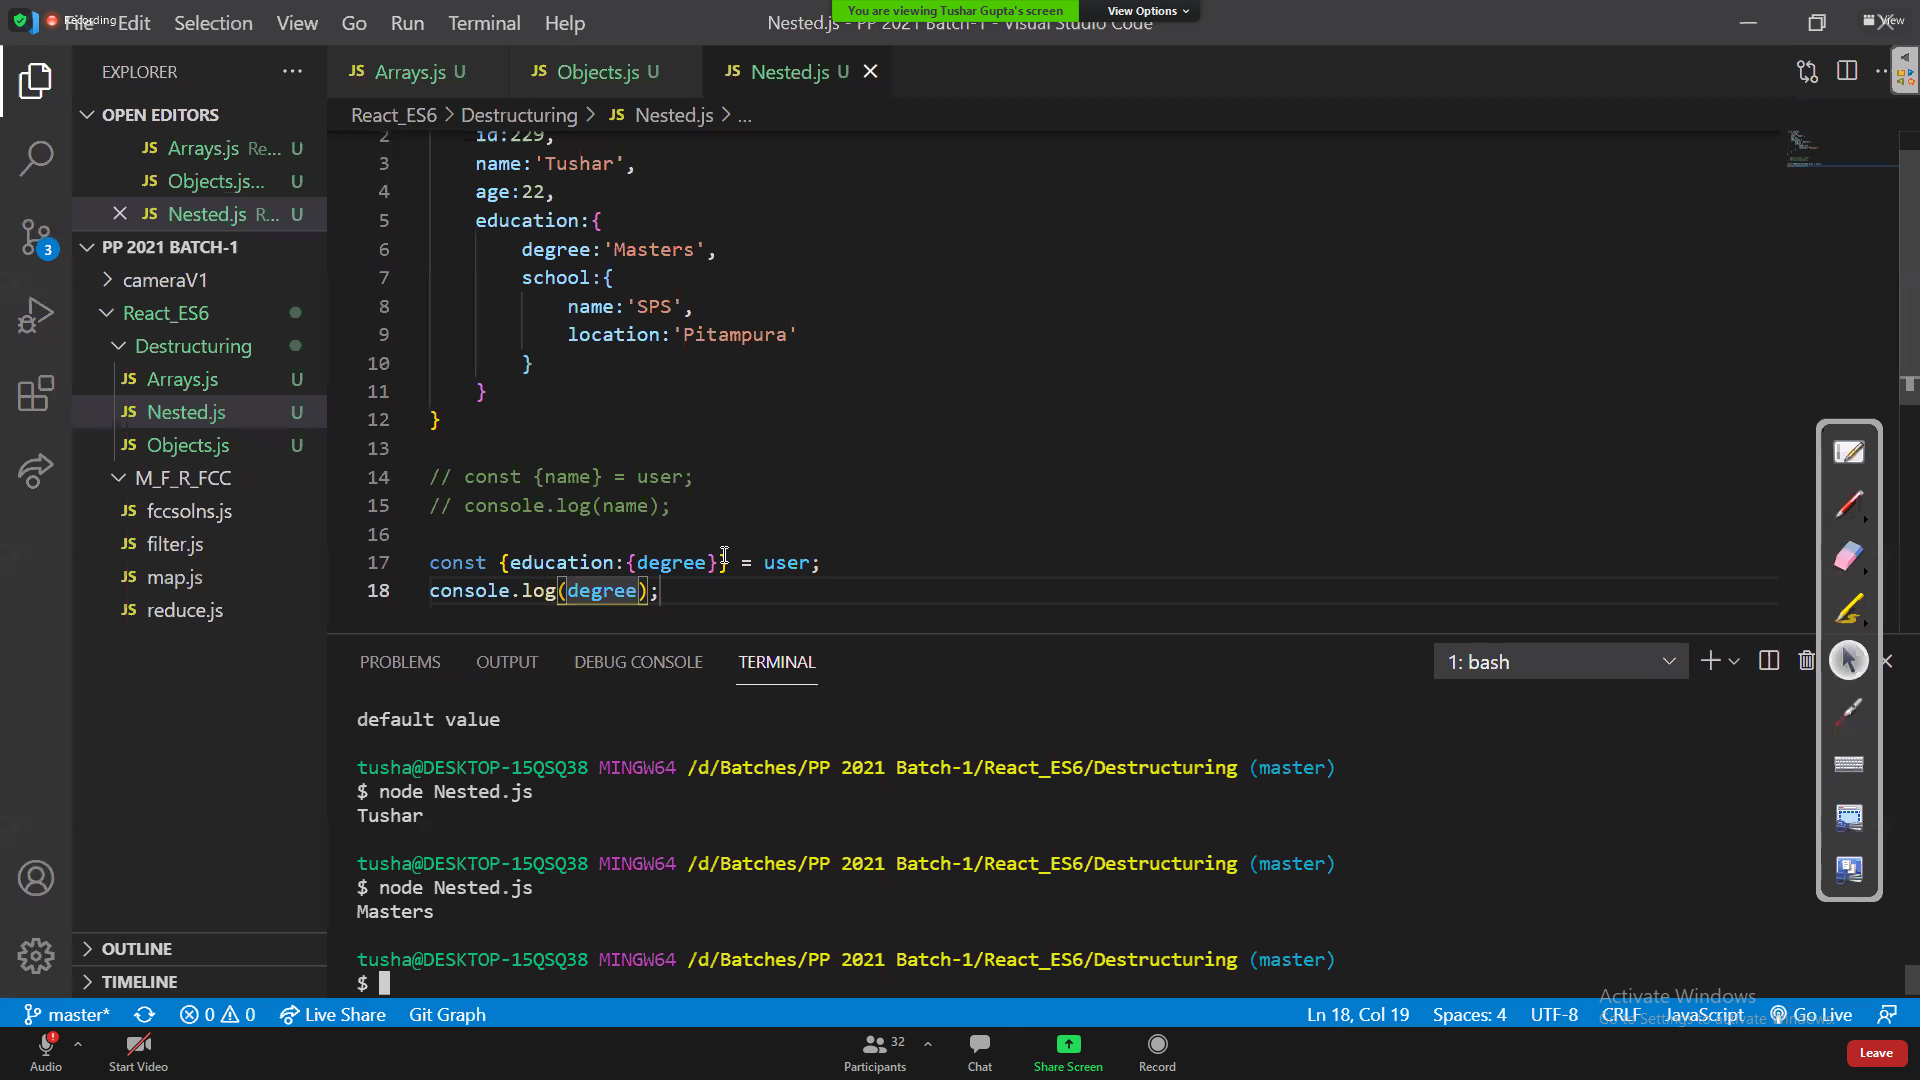 Recording
File Edit Selection View Go Run Terminal Help
Nested.js - PP 2021 Batch-1 - Visual Studio Code
You are viewing Tushar Gupta's screen
View Options
View
EXPLORER
OPEN EDITORS
Arrays.js Re... U
Objects.js... U
Nested.js R... U
PP 2021 BATCH-1
cameraV1
React_ES6
Destructuring
Arrays.js U
Nested.js U
Objects.js U
M_F_R_FCC
fccsolns.js
filter.js
map.js
reduce.js
OUTLINE
TIMELINE
3
JS Arrays.js U
JS Objects.js U
JS Nested.js U
React_ES6 > Destructuring > JS Nested.js > ...
2 id:229,
3 name:'Tushar',
4 age:22,
5 education:{
6 degree:'Masters',
7 school:{
8 name:'SPS',
9 location:'Pitampura'
10 }
11 }
12 }
13
14 // const {name} = user;
15 // console.log(name);
16
17 const {education:{degree}} = user;
18 console.log(degree);
PROBLEMS OUTPUT DEBUG CONSOLE TERMINAL
1: bash
default value
tusha@DESKTOP-15QSQ38 MINGW64 /d/Batches/PP 2021 Batch-1/React_ES6/Destructuring (master)
$ node Nested.js
Tushar
tusha@DESKTOP-15QSQ38 MINGW64 /d/Batches/PP 2021 Batch-1/React_ES6/Destructuring (master)
$ node Nested.js
Masters
tusha@DESKTOP-15QSQ38 MINGW64 /d/Batches/PP 2021 Batch-1/React_ES6/Destructuring (master)
$
Activate Windows
Go to Settings to activate Windows.
master* 0 0 Live Share Git Graph
Ln 18, Col 19 Spaces: 4 UTF-8 CRLF JavaScript Go Live
Audio
Start Video
32
Participants
Chat
Share Screen
Record
Leave